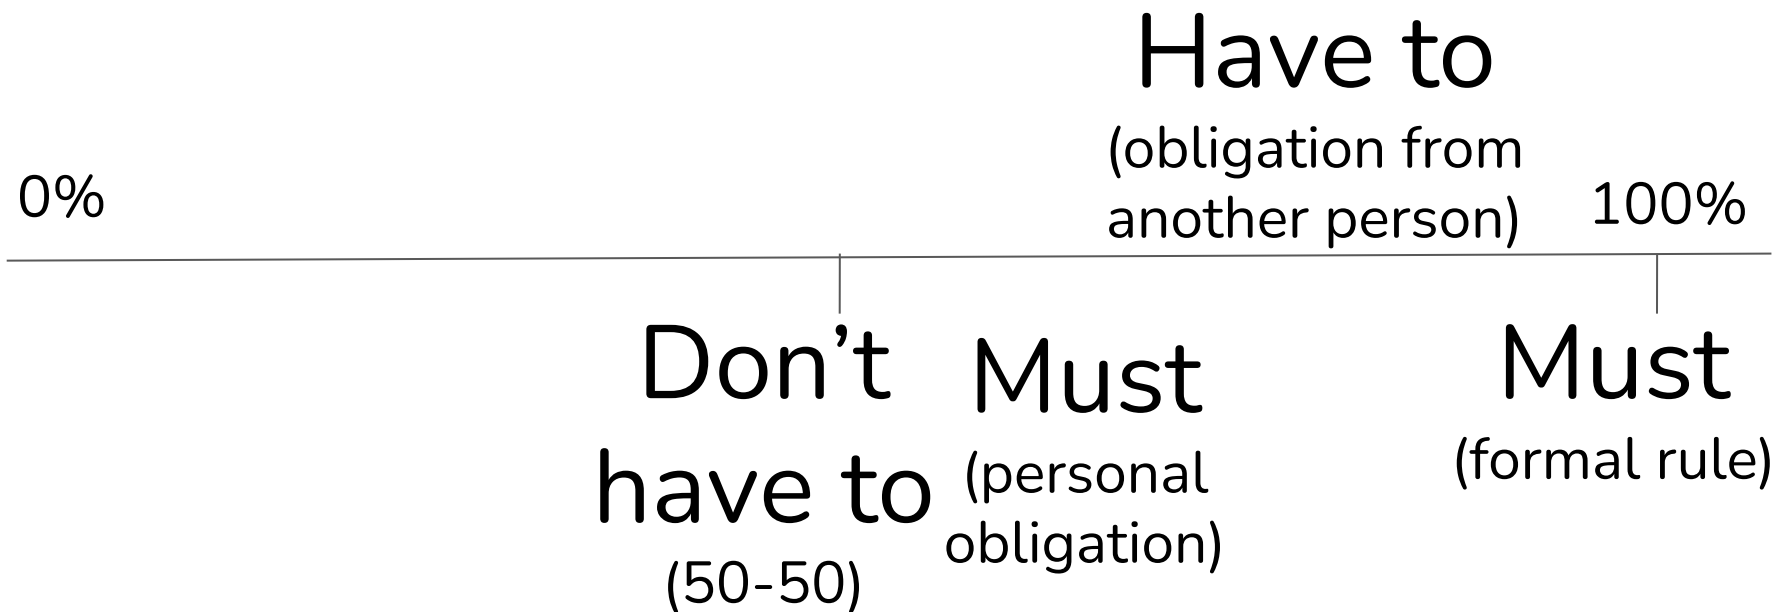 Have to
(obligation from
another person)
0%
100%
Don’t
have to
(50-50)
Must
(personal
obligation)
Must
(formal rule)